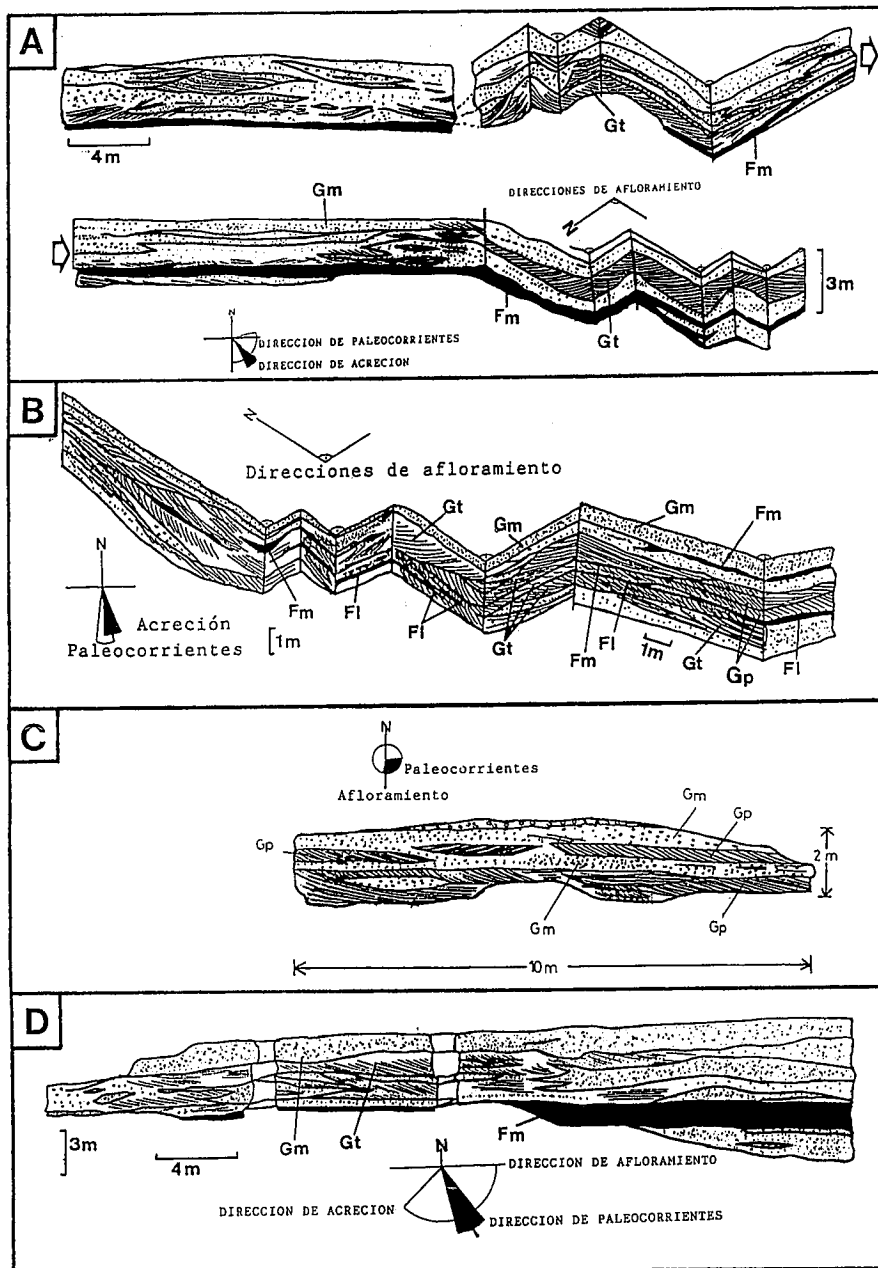 A
4m
Gt
Fm
DIRECCIONES DE AFLORAMIENTO
N
Gm
3m
Fm
Gt
N
DIRECCION DE PALEOCORRIENTES
DIRECCION DE ACRECION
B
N
Direcciones de afloramiento
Gt
Gm
Gm
Fm
N
Acreción
Paleocorrientes
1m
Fm
Fl
Fl
Gt
Fm
Fl
1m
Gt
Gp
Fl
C
N
Paleocorrientes
Afloramiento
Gm
Gp
Gp
2 m
Gm
Gp
10m
D
3m
4m
Gm
Gt
Fm
N
DIRECCION DE AFLORAMIENTO
DIRECCION DE ACRECION
DIRECCION DE PALEOCORRIENTES